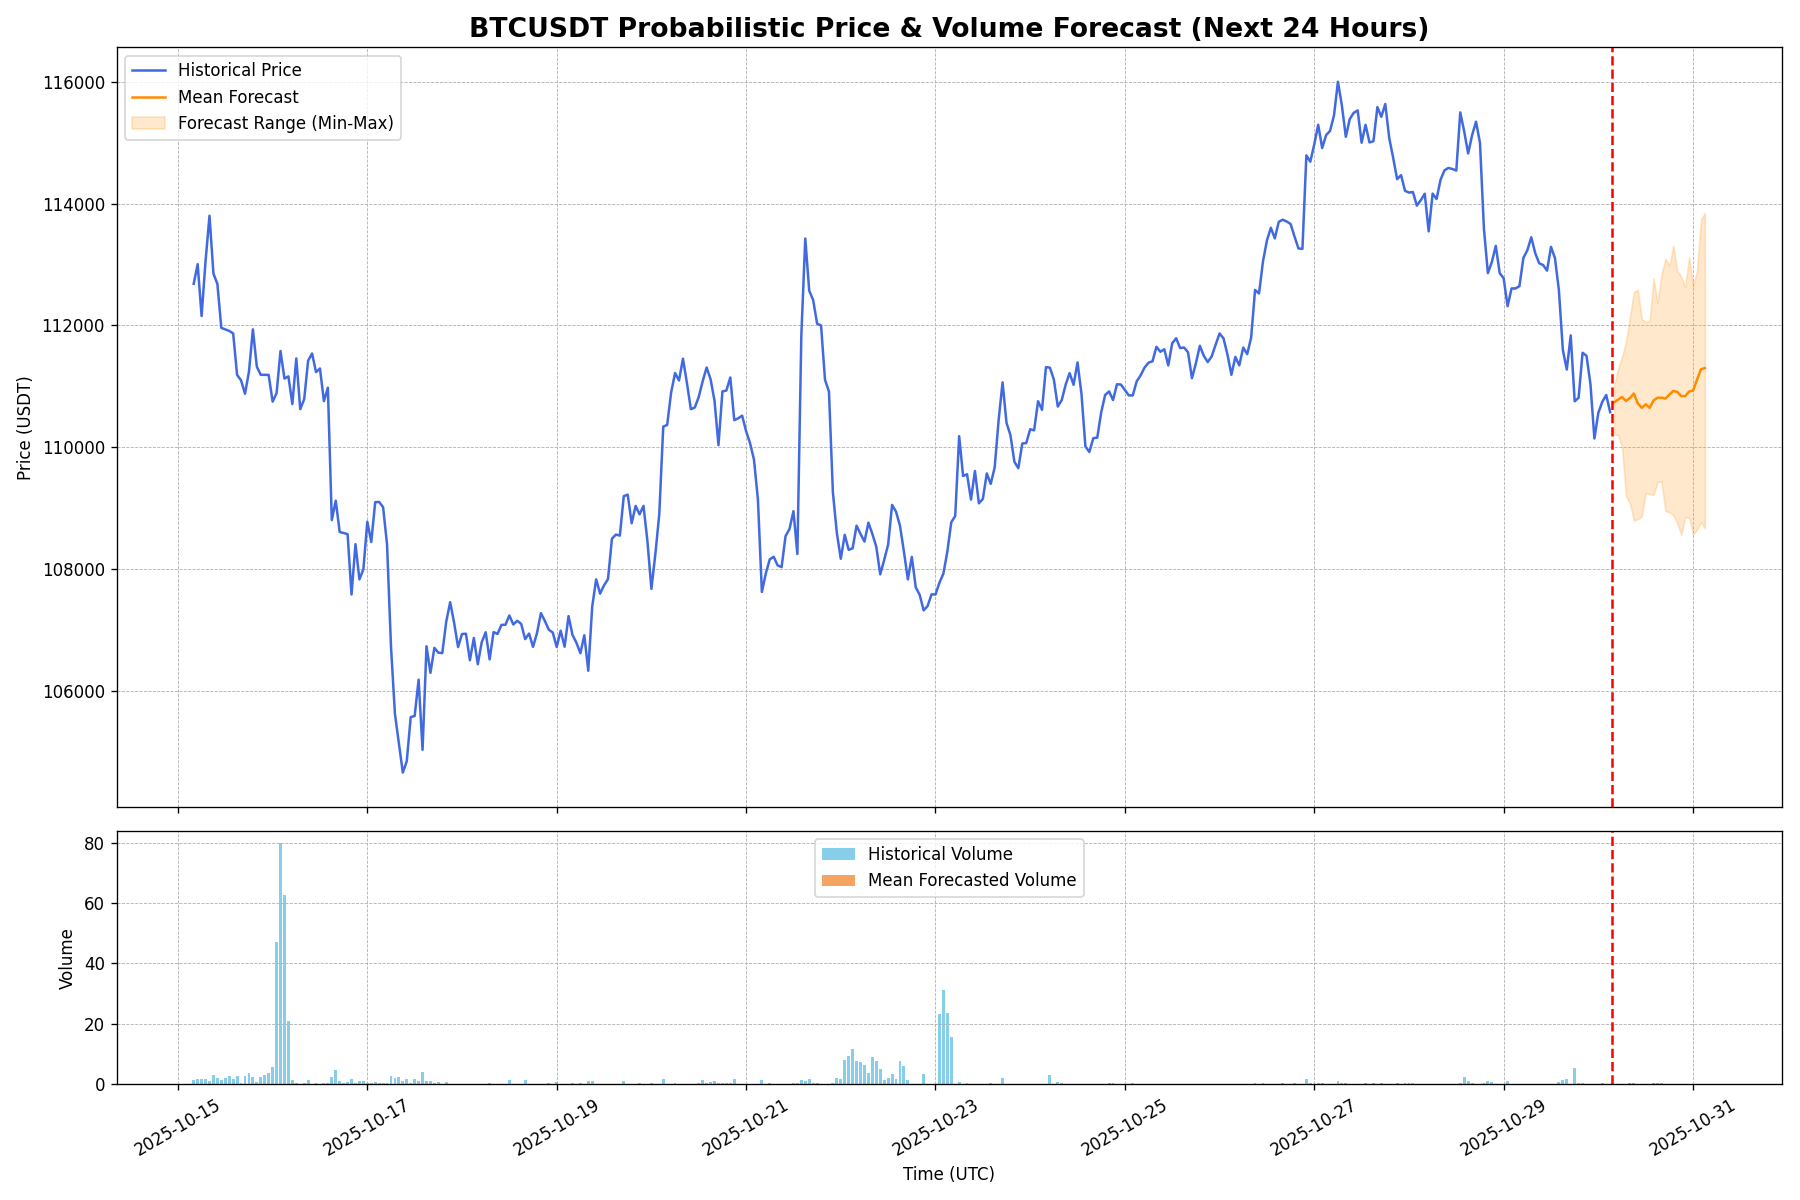 BTCUSDT Probabilistic Price & Volume Forecast (Next 24 Hours)
Historical Price
Mean Forecast
Forecast Range (Min-Max)
116000
114000
112000
110000
108000
106000
Price (USDT)
Historical Volume
Mean Forecasted Volume
80
60
40
20
0
Volume
2025-10-15
2025-10-17
2025-10-19
2025-10-21
2025-10-23
2025-10-25
2025-10-27
2025-10-29
2025-10-31
Time (UTC)